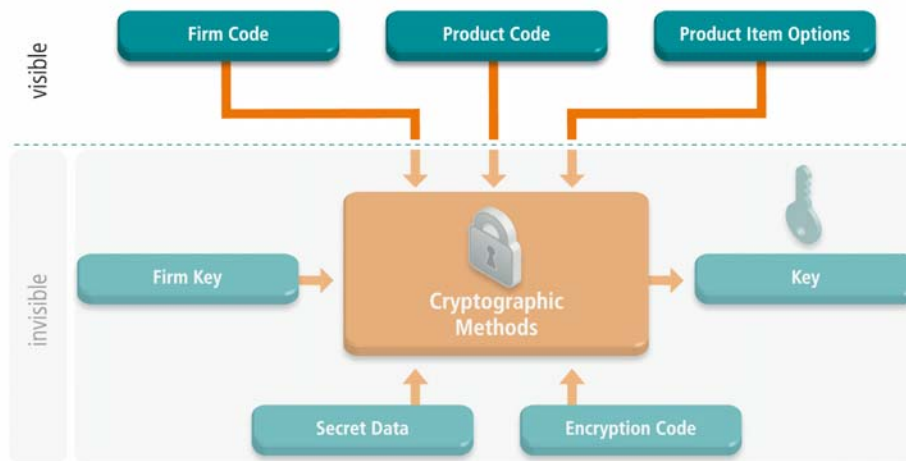 Firm Code
Product Code
Product Item Options
visible
invisible
Firm Key
Cryptographic
Methods
Key
Secret Data
Encryption Code